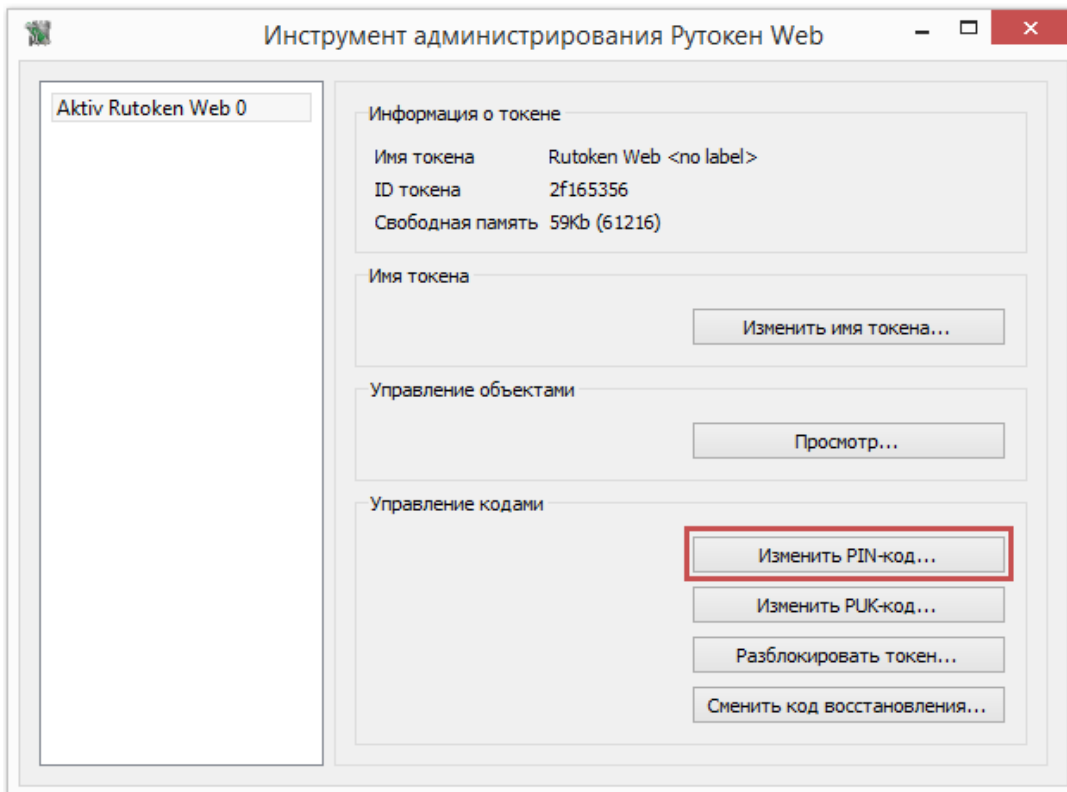 Инструмент администрирования Рутокен Web
Aktiv Rutoken Web 0
Информация о токене
Имя токена Rutoken Web <no label>
ID токена 2f165356
Свободная память 59Kb (61216)
Имя токена
Изменить имя токена...
Управление объектами
Просмотр...
Управление кодами
Изменить PIN-код...
Изменить PUK-код...
Разблокировать токен...
Сменить код восстановления...